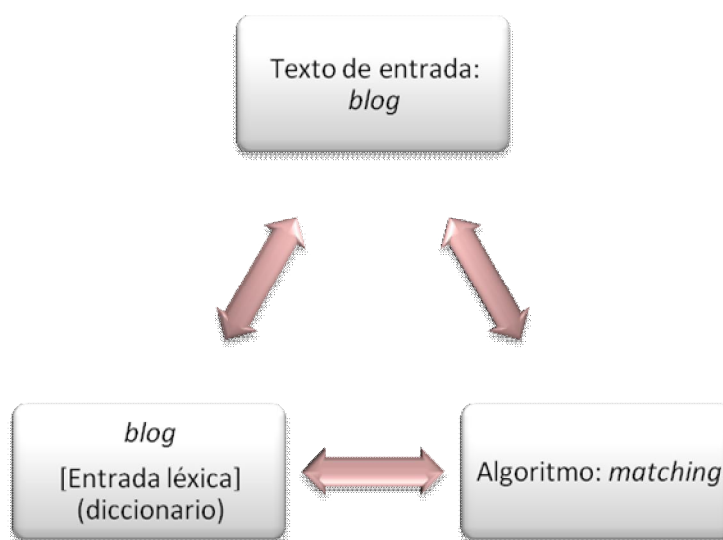 Texto de entrada:
blog
blog
[Entrada léxica]
(diccionario)
Algoritmo: matching